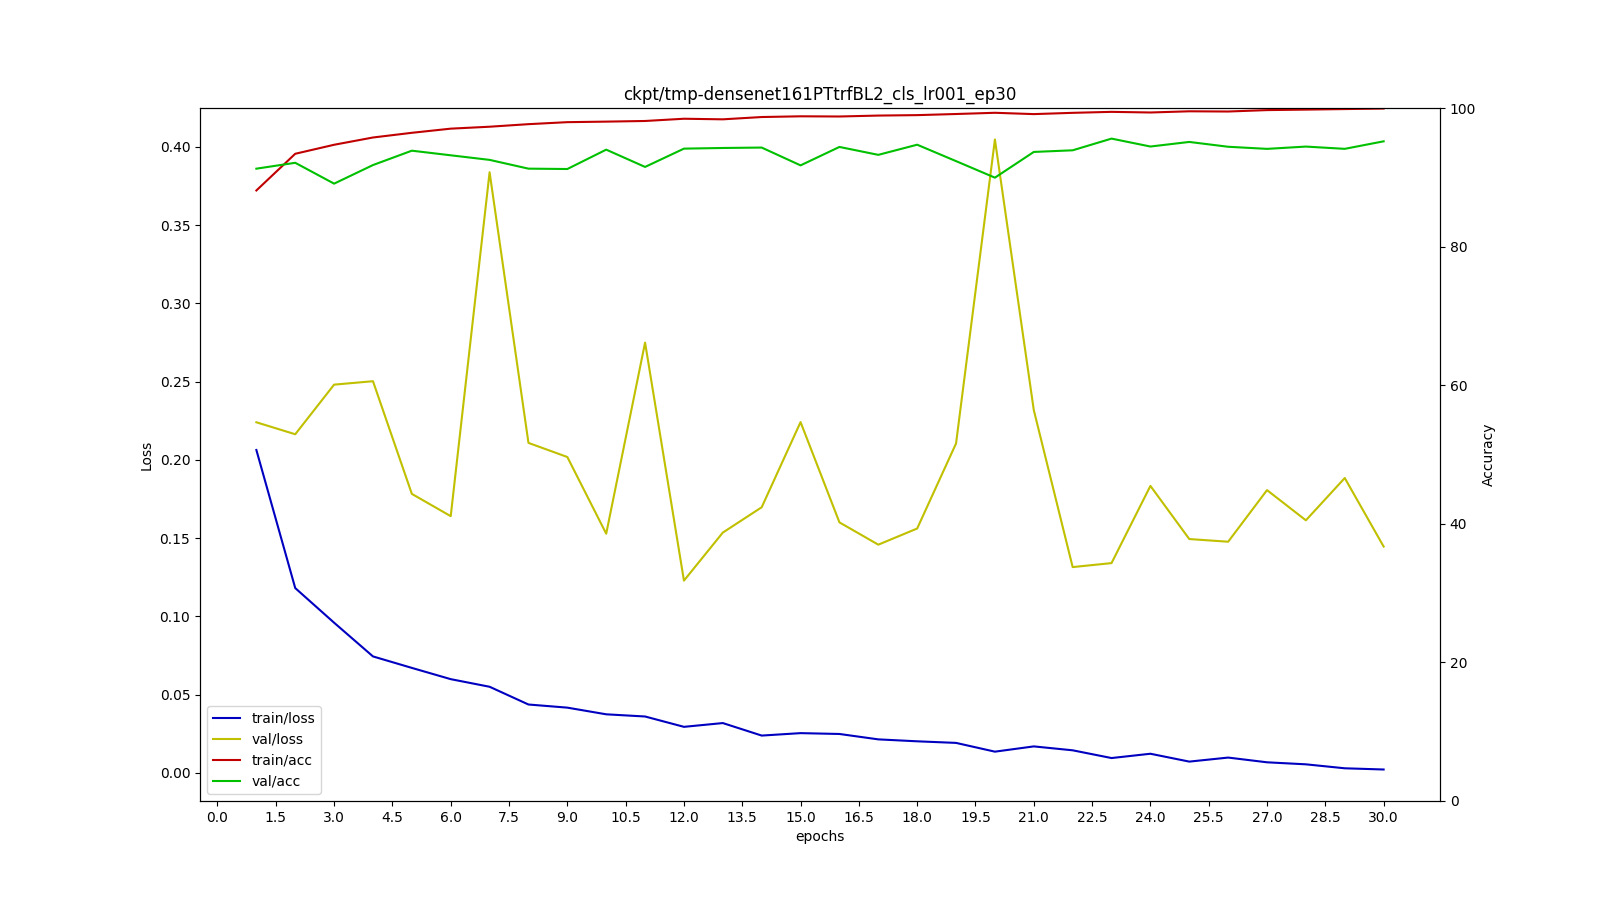 ckpt/tmp-densenet161PTtrfBL2_cls_lr001_ep30
0.40
0.35
0.30
0.25
0.20
0.15
0.10
0.05
0.00
Loss
100
80
60
40
20
0
Accuracy
train/loss
val/loss
train/acc
val/acc
0.0 1.5 3.0 4.5 6.0 7.5 9.0 10.5 12.0 13.5 15.0 16.5 18.0 19.5 21.0 22.5 24.0 25.5 27.0 28.5 30.0
epochs